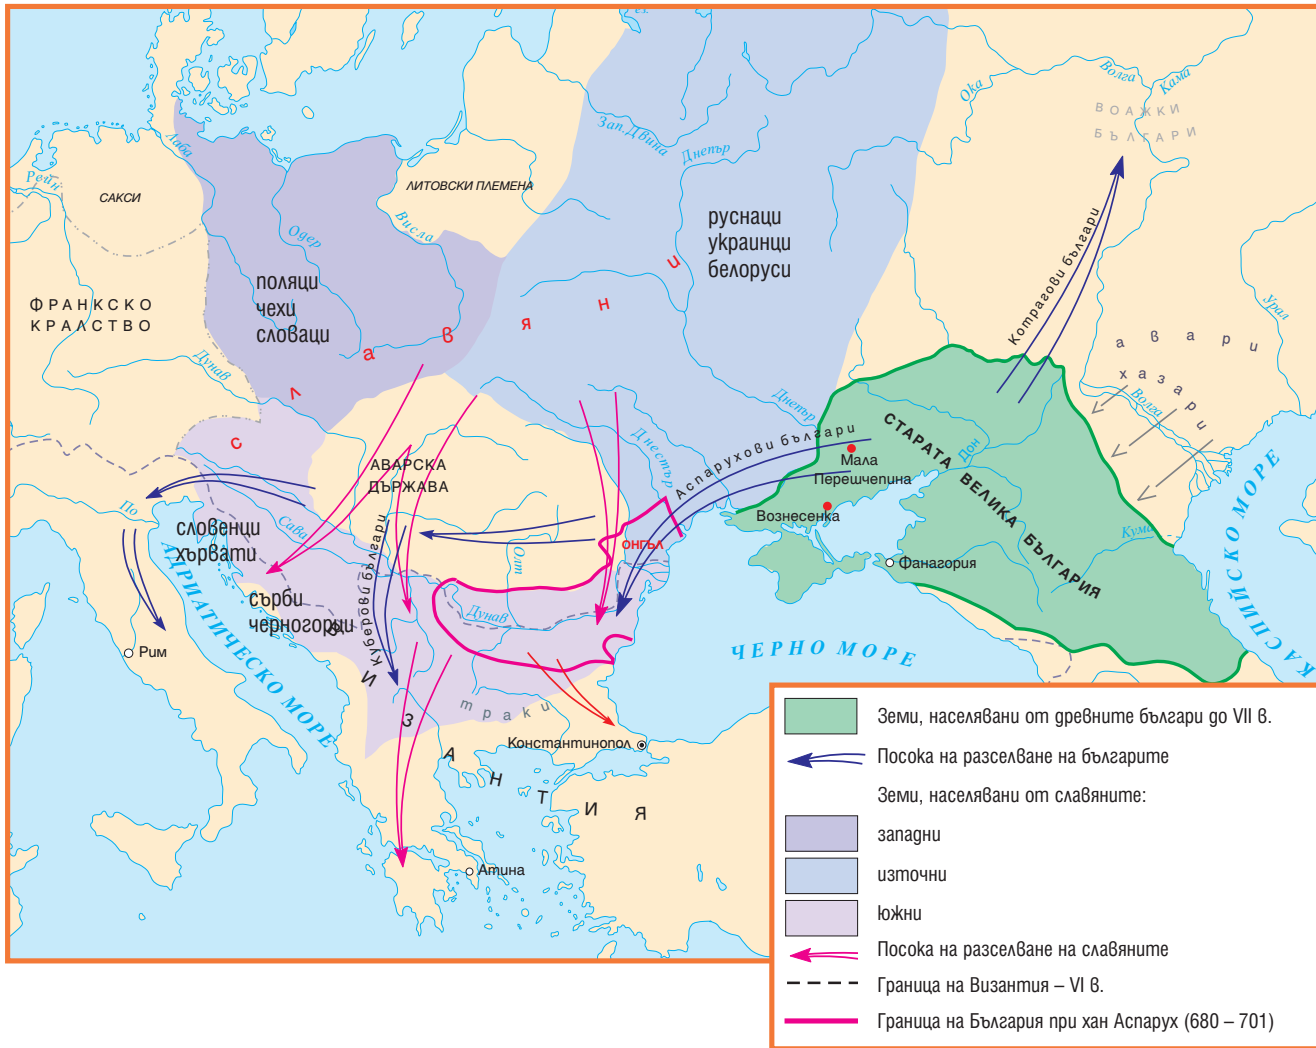 Волга
Кама
Ока
ВОЛЖКИ
БЪЛГАРИ
Зап. Двина
Днепър
Лаба
Рейн
САКСИ
ЛИТОВСКИ ПЛЕМЕНА
Висла
Одер
руснаци
украинци
белоруси
поляци
чехи
словаци
ФРАНКСКО
КРАЛСТВО
славяни
Котрагови българи
Урал
авари
хазари
Волга
Дунав
Днепър
Днестър
Аспарухови българи
СТАРАТА ВЕЛИКА БЪЛГАРИЯ
Дон
Мала
Перешчепина
Вознесенка
Кума
Фанагория
АВАРСКА
ДЪРЖАВА
По
Сава
словенци
хървати
Куберови българи
Олт
ОНГЪЛ
Дунав
сърби
черногорци
Рим
АДРИАТИЧЕСКО МОРЕ
ЧЕРНО МОРЕ
КАСПИЙСКО МОРЕ
траки
Константинопол
ВИЗАНТИЯ
Атина
Земи, населявани от древните българи до VII в.
Посока на разселване на българите
Земи, населявани от славяните:
западни
източни
южни
Посока на разселване на славяните
Граница на Византия – VI в.
Граница на България при хан Аспарух (680 – 701)